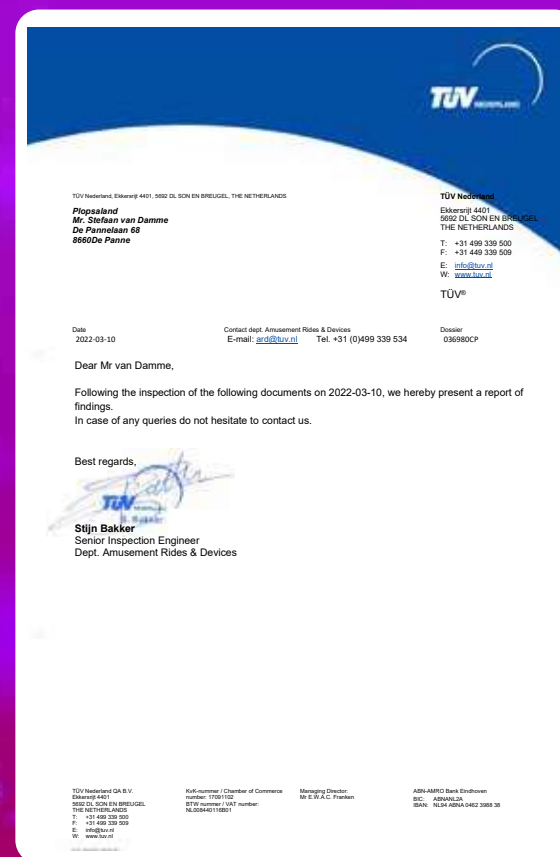 TÜV NEDERLAND
TÜV Nederland, Ekkersrijt 4401, 5692 DL SON EN BREUGEL, THE NETHERLANDS
Plopsaland
Mr. Stefaan van Damme
De Pannelaan 68
8660De Panne
TÜV Nederland
Ekkersrijt 4401
5692 DL SON EN BREUGEL
THE NETHERLANDS
T: +31 499 339 500
F: +31 449 339 509
E: info@tuv.nl
W: www.tuv.nl
TÜV®
Date
2022-03-10
Contact dept. Amusement Rides & Devices
E-mail: ard@tuv.nl Tel. +31 (0)499 339 534
Dossier
036980CP
Dear Mr van Damme,
Following the inspection of the following documents on 2022-03-10, we hereby present a report of
findings.
In case of any queries do not hesitate to contact us.
Best regards,
TÜV
S. Bakker
Stijn Bakker
Senior Inspection Engineer
Dept. Amusement Rides & Devices
TÜV Nederland QA B.V.
Ekkersrijt 4401
5692 DL SON EN BREUGEL
THE NETHERLANDS
T: +31 499 339 500
F: +31 499 339 509
E: info@tuv.nl
W: www.tuv.nl
KvK-nummer / Chamber of Commerce
number: 17091102
BTW nummer / VAT number:
NL008440116B01
Managing Director:
Mr E.W.A.C. Franken
ABN-AMRO Bank Eindhoven
BIC: ABNANL2A
IBAN: NL94 ABNA 0462 3988 38